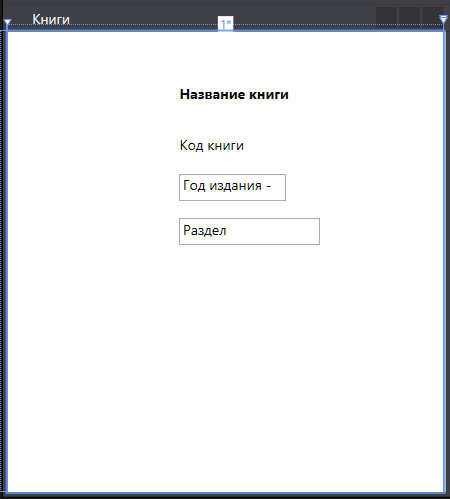 Книги
1*
Название книги
Код книги
Год издания -
Раздел